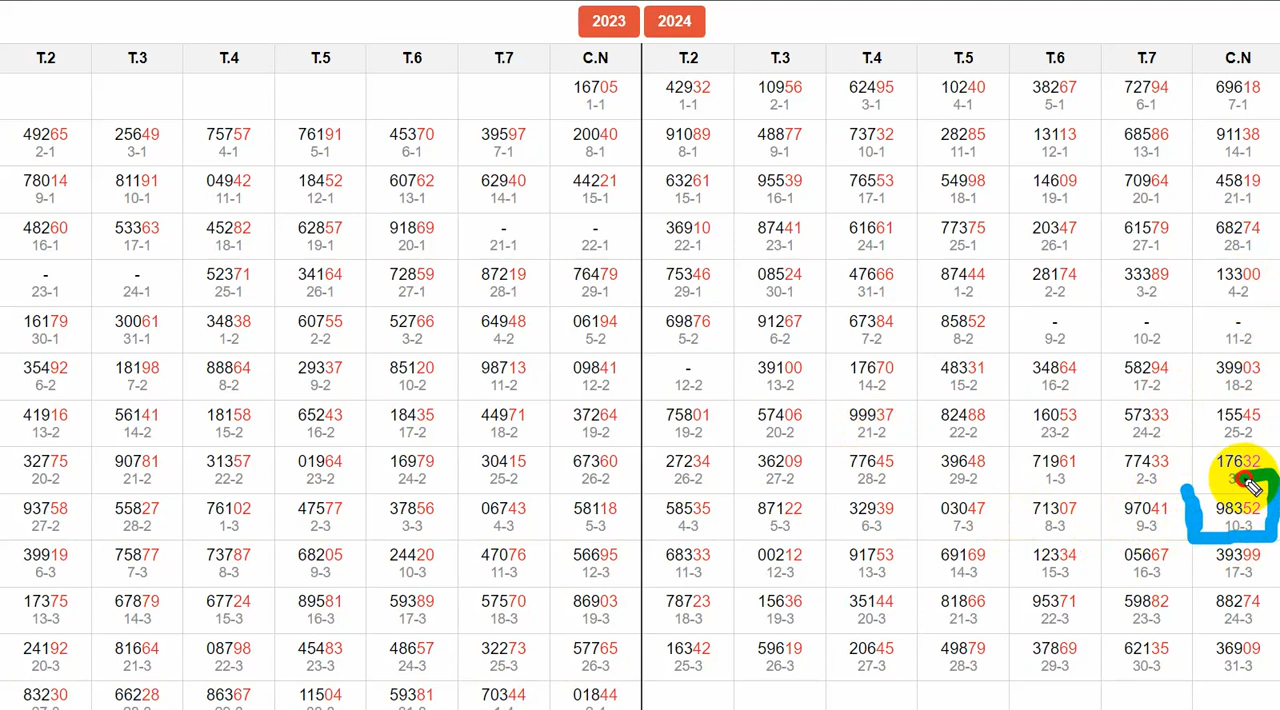 2023 2024
T.2 T.3 T.4 T.5 T.6 T.7 C.N T.2 T.3 T.4 T.5 T.6 T.7 C.N
16705 42932 10956 62495 10240 38267 72794 69618
1-1 1-1 2-1 3-1 4-1 5-1 6-1 7-1
49265 25649 75757 76191 45370 39597 20040 91089 48877 73732 28285 13113 68586 91138
2-1 3-1 4-1 5-1 6-1 7-1 8-1 8-1 9-1 10-1 11-1 12-1 13-1 14-1
78014 81191 04942 18452 60762 62940 44221 63261 95539 76553 54998 14609 70964 45819
9-1 10-1 11-1 12-1 13-1 14-1 15-1 15-1 16-1 17-1 18-1 19-1 20-1 21-1
48260 53363 45282 62857 91869 - - 36910 87441 61661 77375 20347 61579 68274
16-1 17-1 18-1 19-1 20-1 21-1 22-1 22-1 23-1 24-1 25-1 26-1 27-1 28-1
- - 52371 34164 72859 87219 76479 75346 08524 47666 87444 28174 33389 13300
23-1 24-1 25-1 26-1 27-1 28-1 29-1 29-1 30-1 31-1 1-2 2-2 3-2 4-2
16179 30061 34838 60755 52766 64948 06194 69876 91267 67384 85852 - - -
30-1 31-1 1-2 2-2 3-2 4-2 5-2 5-2 6-2 7-2 8-2 9-2 10-2 11-2
35492 18198 88864 29337 85120 98713 09841 - 39100 17670 48331 34864 58294 39903
6-2 7-2 8-2 9-2 10-2 11-2 12-2 12-2 13-2 14-2 15-2 16-2 17-2 18-2
41916 56141 18158 65243 18435 44971 37264 75801 57406 99937 82488 16053 57333 15545
13-2 14-2 15-2 16-2 17-2 18-2 19-2 19-2 20-2 21-2 22-2 23-2 24-2 25-2
32775 90781 31357 01964 16979 30415 67360 27234 36209 77645 39648 71961 77433 17632
20-2 21-2 22-2 23-2 24-2 25-2 26-2 26-2 27-2 28-2 29-2 1-3 2-3
93758 55827 76102 47577 37856 06743 58118 58535 87122 32939 03047 71307 97041 98352
27-2 28-2 1-3 2-3 3-3 4-3 5-3 4-3 5-3 6-3 7-3 8-3 9-3 10-3
39919 75877 73787 68205 24420 47076 56695 68333 00212 91753 69169 12334 05667 39399
6-3 7-3 8-3 9-3 10-3 11-3 12-3 11-3 12-3 13-3 14-3 15-3 16-3 17-3
17375 67879 67724 89581 59389 57570 86903 78723 15636 35144 81866 95371 59882 88274
13-3 14-3 15-3 16-3 17-3 18-3 19-3 18-3 19-3 20-3 21-3 22-3 23-3 24-3
24192 81664 08798 45483 48657 32273 57765 16342 59619 20645 49879 37869 62135 36909
20-3 21-3 22-3 23-3 24-3 25-3 26-3 25-3 26-3 27-3 28-3 29-3 30-3 31-3
83230 66228 86367 11504 59381 70344 01844